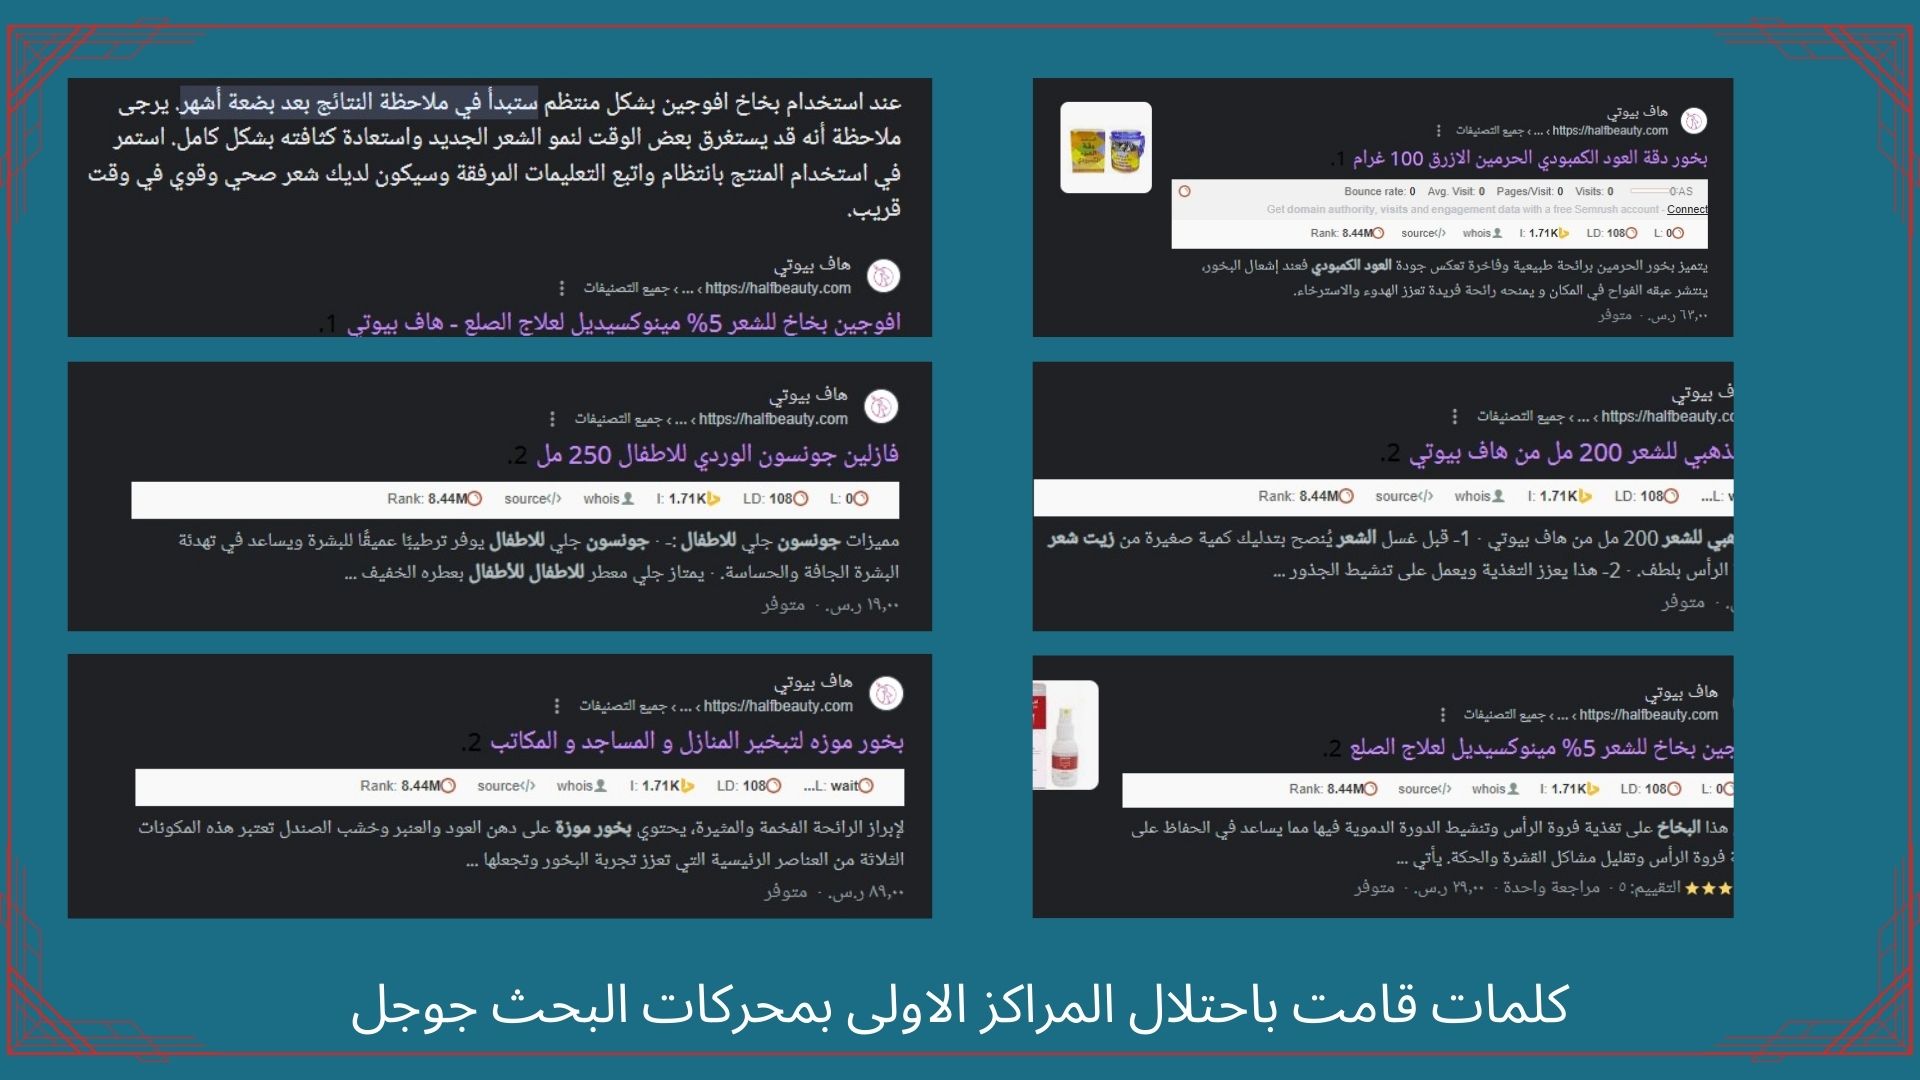 هاف بيوتي
https://halfbeauty.com › ... › جميع التصنيفات
بخور دقة العود الكمبودي الحرمين الازرق 100 غرام .1
Bounce rate: 0 Avg. Visit: 0 Pages/Visit: 0 Visits: 0 0:AS
Get domain authority, visits and engagement data with a free Semrush account - Connect
Rank: 8.44M source</> whois I: 1.71K LD: 108 L: 0
يتميز بخور الحرمين برائحة طبيعية وفاخرة تعكس جودة العود الكمبودي فعند إشعال البخور،
ينتشر عبقه الفواح في المكان و يمنحه رائحة فريدة تعزز الهدوء والاسترخاء.
٦٣,٠٠ ر.س. · متوفر
عند استخدام بخاخ افوجين بشكل منتظم ستبدأ في ملاحظة النتائج بعد بضعة أشهر. يرجى
ملاحظة أنه قد يستغرق بعض الوقت لنمو الشعر الجديد واستعادة كثافته بشكل كامل. استمر
في استخدام المنتج بانتظام واتبع التعليمات المرفقة وسيكون لديك شعر صحي وقوي في وقت
قريب.
هاف بيوتي
https://halfbeauty.com › ... › جميع التصنيفات
افوجين بخاخ للشعر 5% مينوكسيديل لعلاج الصلع - هاف بيوتي .1
ف بيوتي
https://halfbeauty.co › ... › جميع التصنيفات
ذهبي للشعر 200 مل من هاف بيوتي .2
Rank: 8.44M source</> whois I: 1.71K LD: 108 ...L: w
هبي للشعر 200 مل من هاف بيوتي · 1- قبل غسل الشعر يُنصح بتدليك كمية صغيرة من زيت شعر
الرأس بلطف. · 2- هذا يعزز التغذية ويعمل على تنشيط الجذور ...
. · متوفر
هاف بيوتي
https://halfbeauty.com › ... › جميع التصنيفات
فازلين جونسون الوردي للاطفال 250 مل .2
Rank: 8.44M source</> whois I: 1.71K LD: 108 L: 0
مميزات جونسون جلي للاطفال :- · جونسون جلي للاطفال يوفر ترطيبًا عميقًا للبشرة ويساعد في تهدئة
البشرة الجافة والحساسة. · يمتاز جلي معطر للاطفال للأطفال بعطره الخفيف ...
١٩,٠٠ ر.س. · متوفر
هاف بيوتي
https://halfbeauty.com › ... › جميع التصنيفات
جين بخاخ للشعر 5% مينوكسيديل لعلاج الصلع .2
Rank: 8.44M source</> whois I: 1.71K LD: 108 L: 0
هذا البخاخ على تغذية فروة الرأس وتنشيط الدورة الدموية فيها مما يساعد في الحفاظ على
ة فروة الرأس وتقليل مشاكل القشرة والحكة. يأتي ...
التقييم: ٥ · مراجعة واحدة · ٢٩,٠٠ ر.س. · متوفر
هاف بيوتي
https://halfbeauty.com › ... › جميع التصنيفات
بخور موزه لتبخير المنازل و المساجد و المكاتب .2
Rank: 8.44M source</> whois I: 1.71K LD: 108 ...L: wait
لإبراز الرائحة الفخمة والمثيرة، يحتوي بخور موزة على دهن العود والعنبر وخشب الصندل تعتبر هذه المكونات
الثلاثة من العناصر الرئيسية التي تعزز تجربة البخور وتجعلها ...
٨٩,٠٠ ر.س. · متوفر
كلمات قامت باحتلال المراكز الاولى بمحركات البحث جوجل